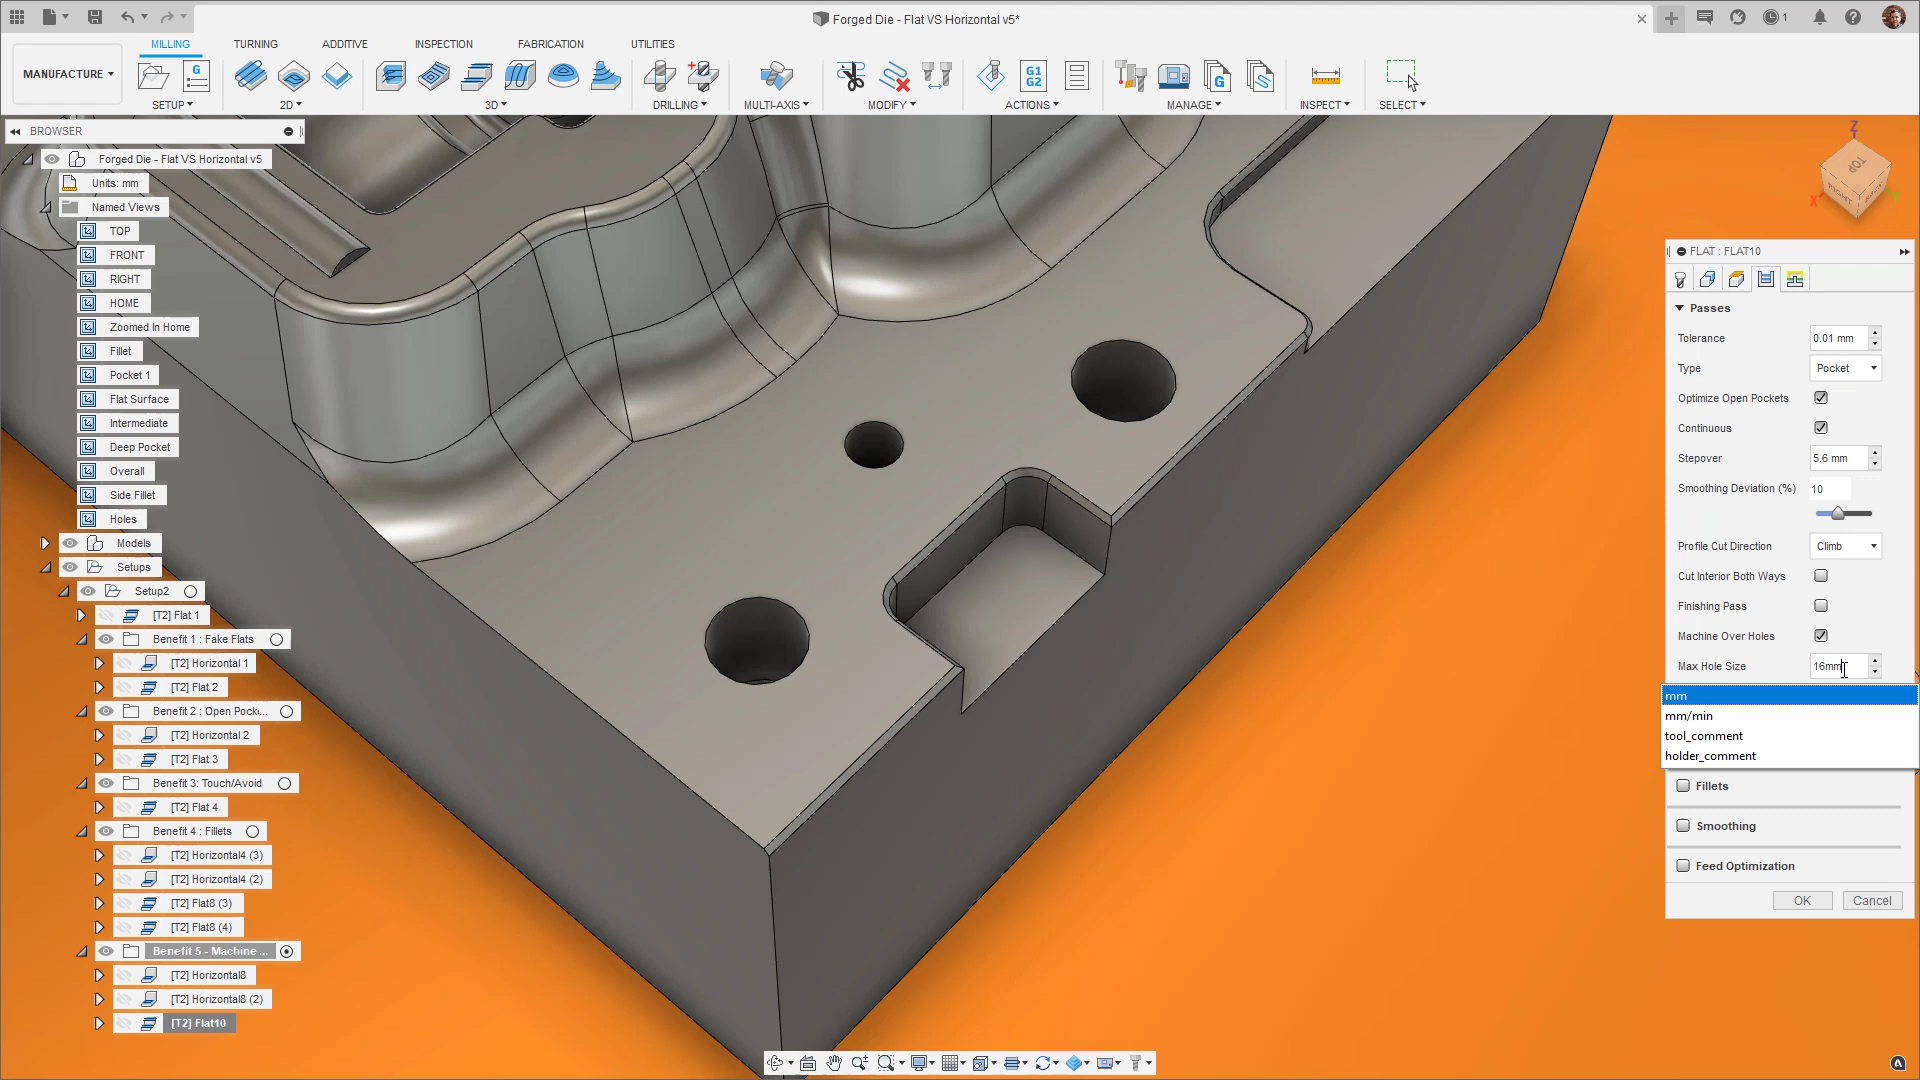 Forged Die - Flat VS Horizontal v5*
1
MANUFACTURE
MILLING
TURNING
ADDITIVE
INSPECTION
FABRICATION
UTILITIES
G
G1
G2
G
SETUP
2D
3D
DRILLING
MULTI-AXIS
MODIFY
ACTIONS
MANAGE
INSPECT
SELECT
BROWSER
Forged Die - Flat VS Horizontal v5
Units: mm
Named Views
TOP
FRONT
RIGHT
HOME
Zoomed In Home
Fillet
Pocket 1
Flat Surface
Intermediate
Deep Pocket
Overall
Side Fillet
Holes
Models
Setups
Setup2
[T2] Flat 1
Benefit 1 : Fake Flats
[T2] Horizontal 1
[T2] Flat 2
Benefit 2 : Open Pock...
[T2] Horizontal 2
[T2] Flat 3
Benefit 3: Touch/Avoid
[T2] Flat 4
Benefit 4 : Fillets
[T2] Horizontal4 (3)
[T2] Horizontal4 (2)
[T2] Flat8 (3)
[T2] Flat8 (4)
Benefit 5 - Machine ...
[T2] Horizontal8
[T2] Horizontal8 (2)
[T2] Flat10
Z
TOP
RIGHT
X
FLAT : FLAT10
Passes
Tolerance 0.01 mm
Type Pocket
Optimize Open Pockets
Continuous
Stepover 5.6 mm
Smoothing Deviation (%) 10
Profile Cut Direction Climb
Cut Interior Both Ways
Finishing Pass
Machine Over Holes
Max Hole Size 16mm
mm
mm/min
tool_comment
holder_comment
Fillets
Smoothing
Feed Optimization
OK Cancel